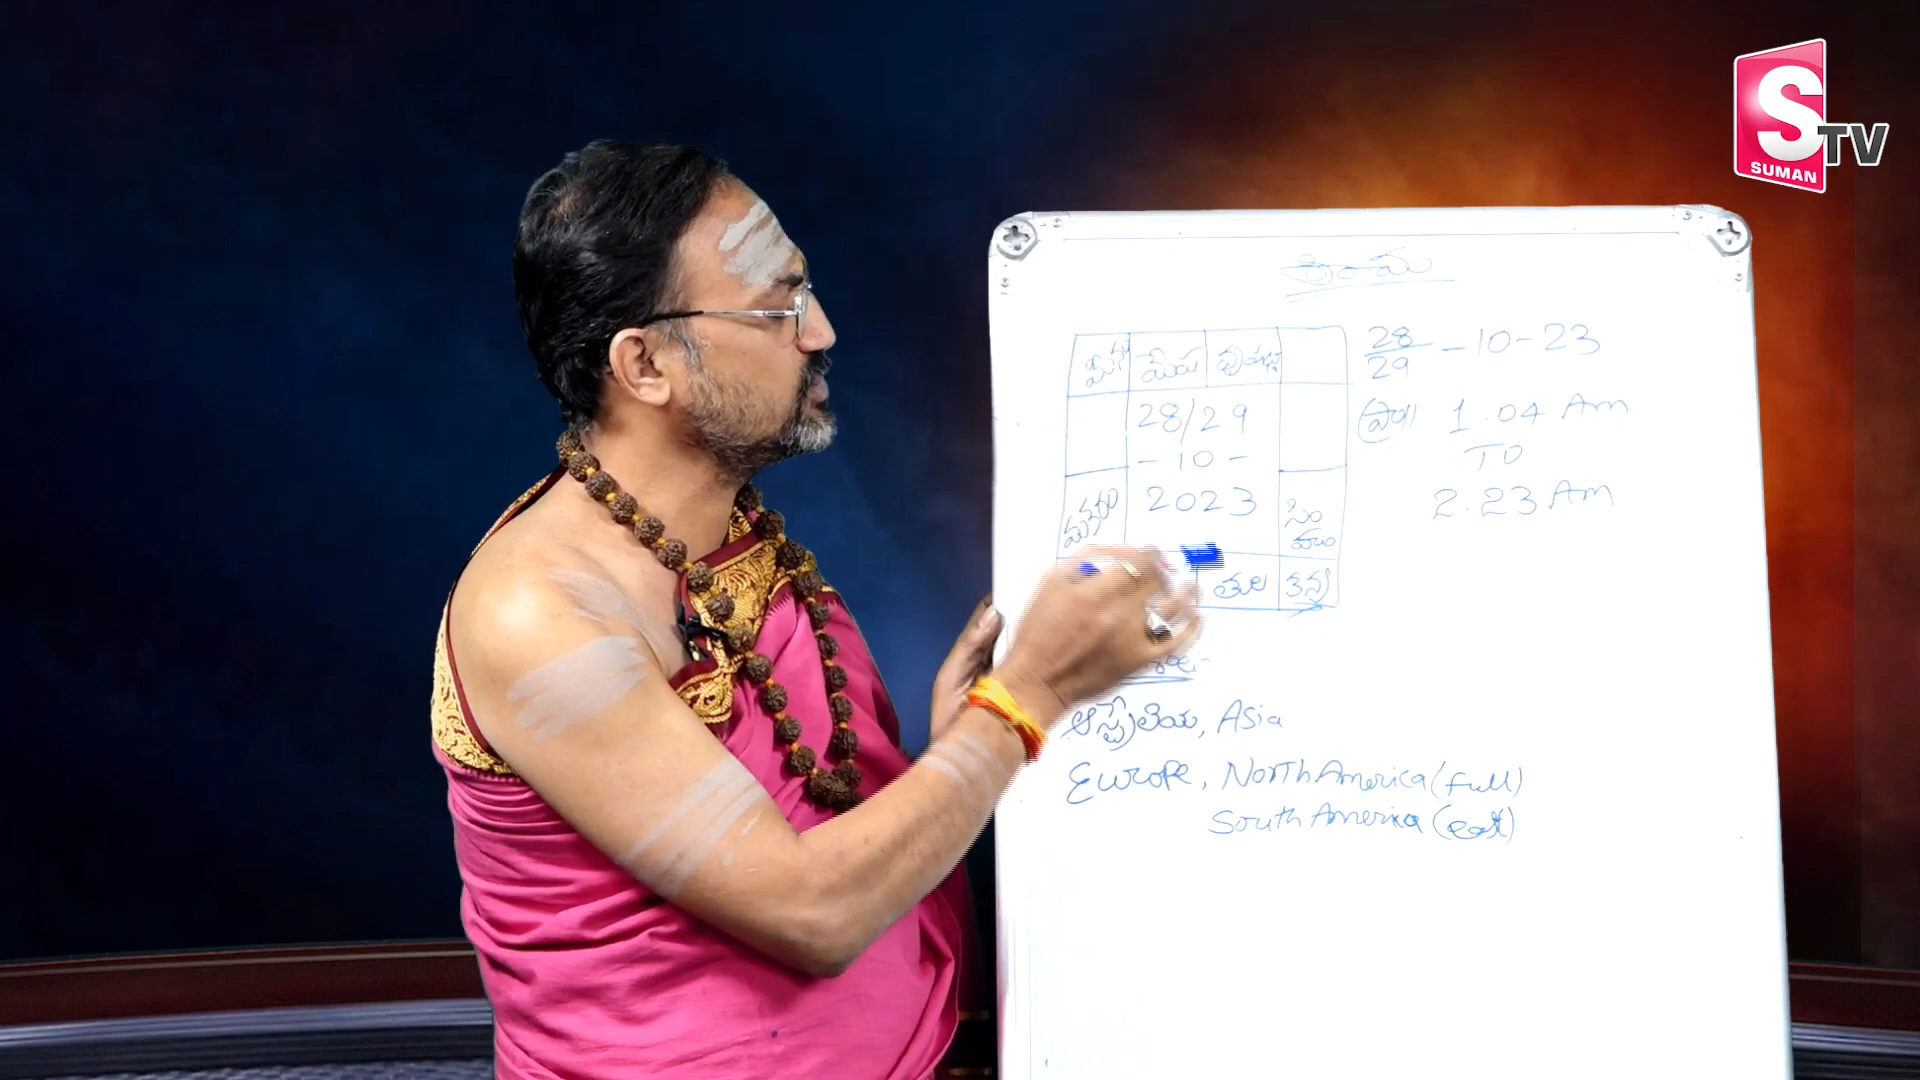 S
TV
SUMAN
శ్రీరామ
మీన మేష వృషభ
28/29
- 10 -
2023
మకర
సిం
హం
తుల కన్య
28/29 - 10 - 23
ప్రా॥ 1.04 Am
TO
2.23 Am
ఆస్ట్రేలియ, Asia
Europe, North America (full)
South America (east)